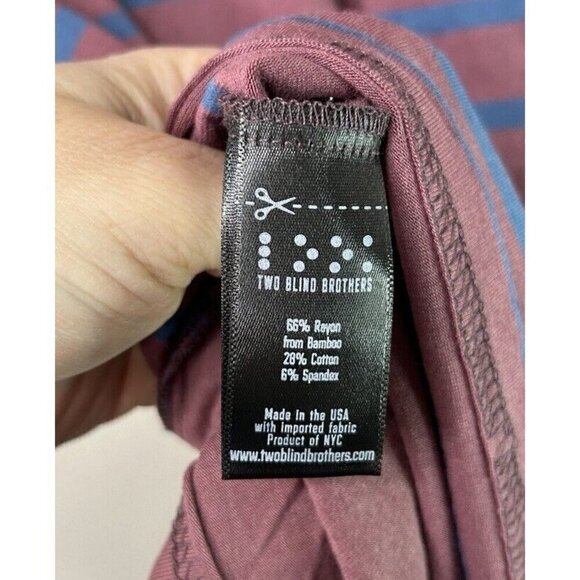 TWO BLIND BROTHERS
66% Rayon
from Bamboo
28% Cotton
6% Spandex
Made in the USA
with imported fabric
Product of NYC
www.twoblindbrothers.com